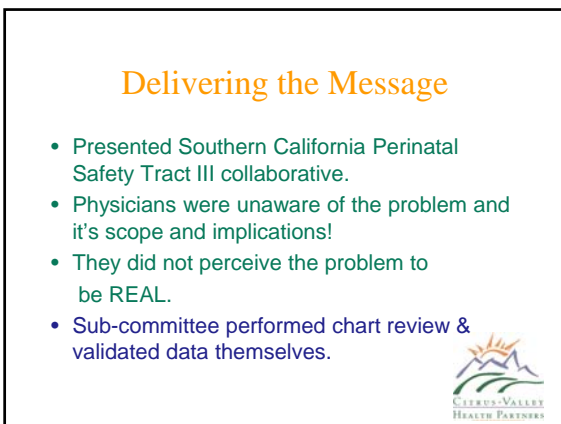 Delivering the Message
• Presented Southern California Perinatal
Safety Tract III collaborative.
• Physicians were unaware of the problem and
it's scope and implications!
• They did not perceive the problem to
be REAL.
• Sub-committee performed chart review &
validated data themselves.
CITRUS-VALLEY
HEALTH PARTNERS